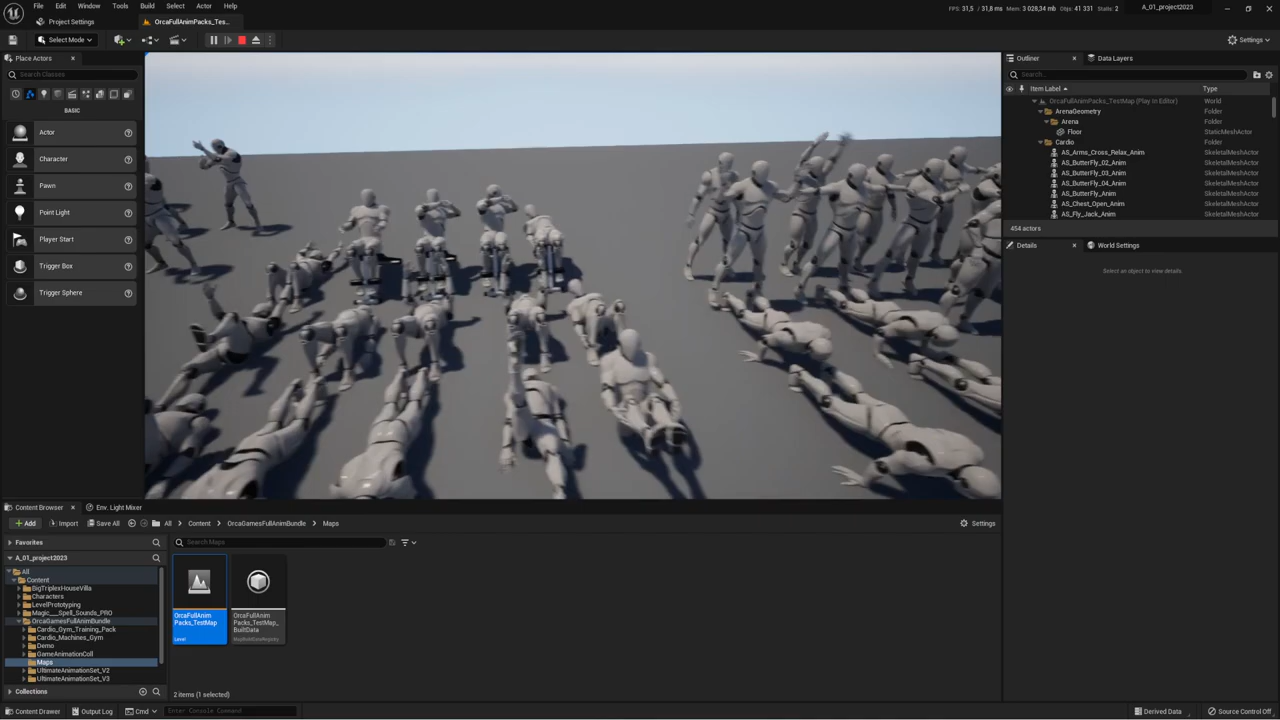 File Edit Window Tools Build Select Actor Help
FPS: 31,5 / 31,8 ms Mem: 3 028,34 mb Objs: 41 331 Stalls: 2
A_01_project2023
Project Settings
OrcaFullAnimPacks_Tes...
Select Mode
Settings
Place Actors
Search Classes
BASIC
Actor
Character
Pawn
Point Light
Player Start
Trigger Box
Trigger Sphere
Outliner
Data Layers
Search...
Item Label
Type
OrcaFullAnimPacks_TestMap (Play In Editor) World
ArenaGeometry Folder
Arena Folder
Floor StaticMeshActor
Cardio Folder
AS_Arms_Cross_Relax_Anim SkeletalMeshActor
AS_ButterFly_02_Anim SkeletalMeshActor
AS_ButterFly_03_Anim SkeletalMeshActor
AS_ButterFly_04_Anim SkeletalMeshActor
AS_ButterFly_Anim SkeletalMeshActor
AS_Chest_Open_Anim SkeletalMeshActor
AS_Fly_Jack_Anim SkeletalMeshActor
454 actors
Details
World Settings
Select an object to view details.
Content Browser
Env. Light Mixer
Add Import Save All All Content OrcaGamesFullAnimBundle Maps
Settings
Favorites
A_01_project2023
All
Content
BigTriplexHouseVilla
Characters
LevelPrototyping
Magic___Spell_Sounds_PRO
OrcaGamesFullAnimBundle
Cardio_Gym_Training_Pack
Cardio_Machines_Gym
Demo
GameAnimationColl
Maps
UltimateAnimationSet_V2
UltimateAnimationSet_V3
Collections
Search Maps
OrcaFullAnim
Packs_TestMap
Level
OrcaFullAnim
Packs_TestMap_
BuiltData
MapBuildDataRegistry
2 items (1 selected)
Content Drawer
Output Log
Cmd
Enter Console Command
Derived Data
Source Control Off